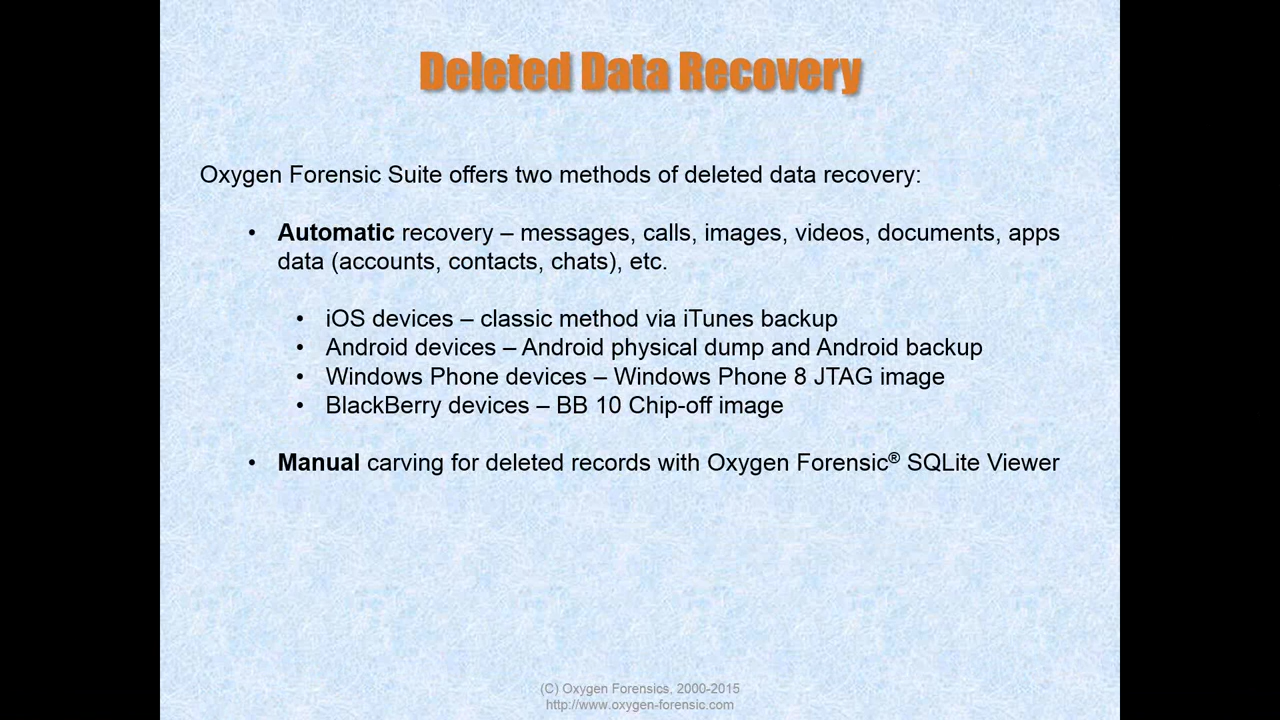 Deleted Data Recovery
Oxygen Forensic Suite offers two methods of deleted data recovery:
• Automatic recovery – messages, calls, images, videos, documents, apps
data (accounts, contacts, chats), etc.
• iOS devices – classic method via iTunes backup
• Android devices – Android physical dump and Android backup
• Windows Phone devices – Windows Phone 8 JTAG image
• BlackBerry devices – BB 10 Chip-off image
• Manual carving for deleted records with Oxygen Forensic® SQLite Viewer
(C) Oxygen Forensics, 2000-2015
http://www.oxygen-forensic.com